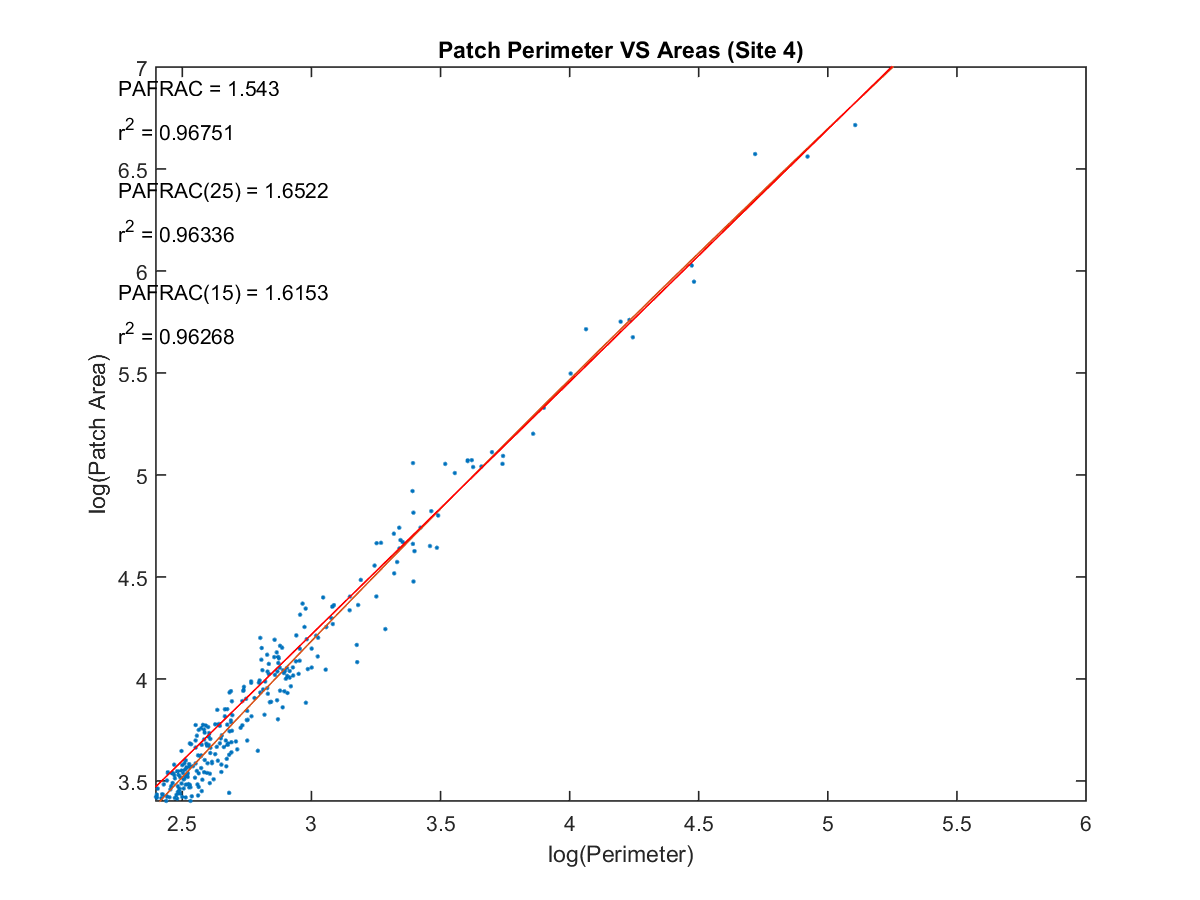 Patch Perimeter VS Areas (Site 4)
7
PAFRAC = 1.543
r² = 0.96751
6.5
PAFRAC(25) = 1.6522
r² = 0.96336
6
PAFRAC(15) = 1.6153
r² = 0.96268
5.5
log(Patch Area)
5
4.5
4
3.5
2.5 3 3.5 4 4.5 5 5.5 6
log(Perimeter)